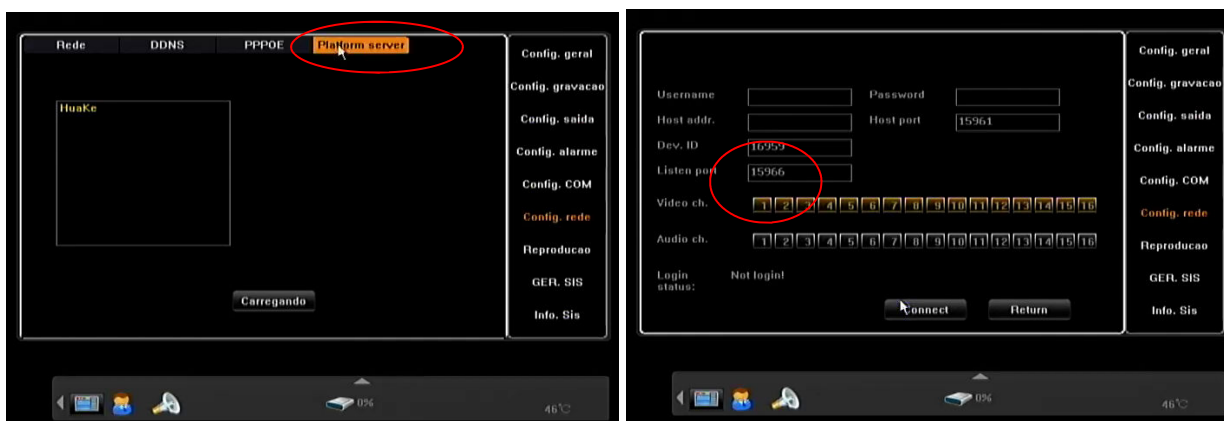 Rede DDNS PPPOE Platform server
HuaKe
Carregando
Config. geral
Config. gravacao
Config. saida
Config. alarme
Config. COM
Config. rede
Reproducao
GER. SIS
Info. Sis
0%
46℃
Username Password
Host addr. Host port 15961
Dev. ID 16959
Listen port 15966
Video ch. 1 2 3 4 5 6 7 8 9 10 11 12 13 14 15 16
Audio ch. 1 2 3 4 5 6 7 8 9 10 11 12 13 14 15 16
Login Not login!
status:
Connect Return
Config. geral
Config. gravacao
Config. saida
Config. alarme
Config. COM
Config. rede
Reproducao
GER. SIS
Info. Sis
0%
46℃